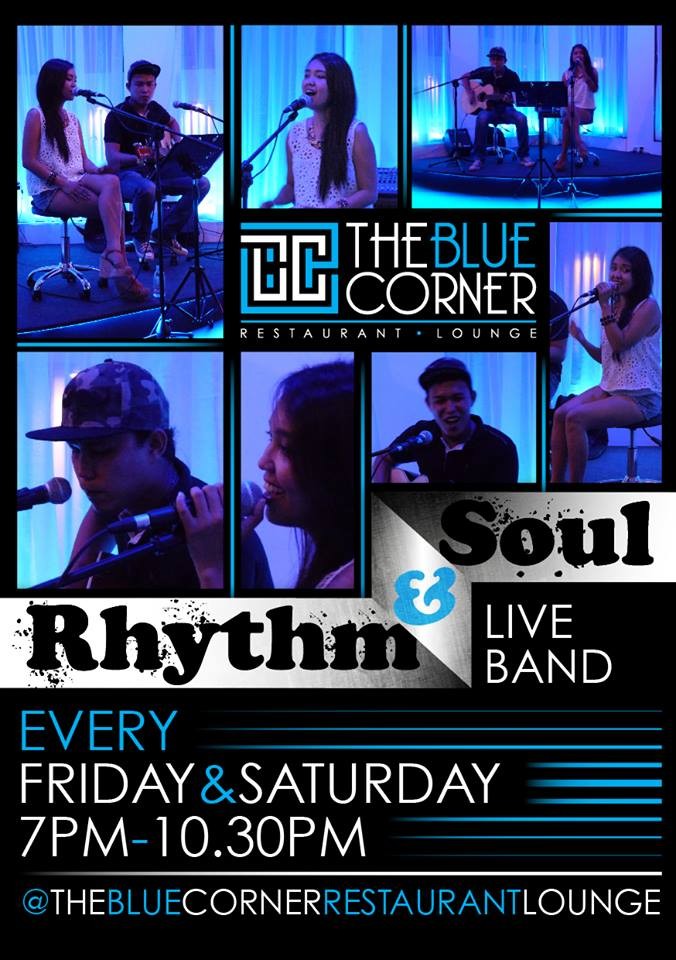 THE BLUE
CORNER
RESTAURANT • LOUNGE
Rhythm & Soul
LIVE
BAND
EVERY
FRIDAY & SATURDAY
7PM-10.30PM
@THEBLUECORNERRESTAURANTLOUNGE